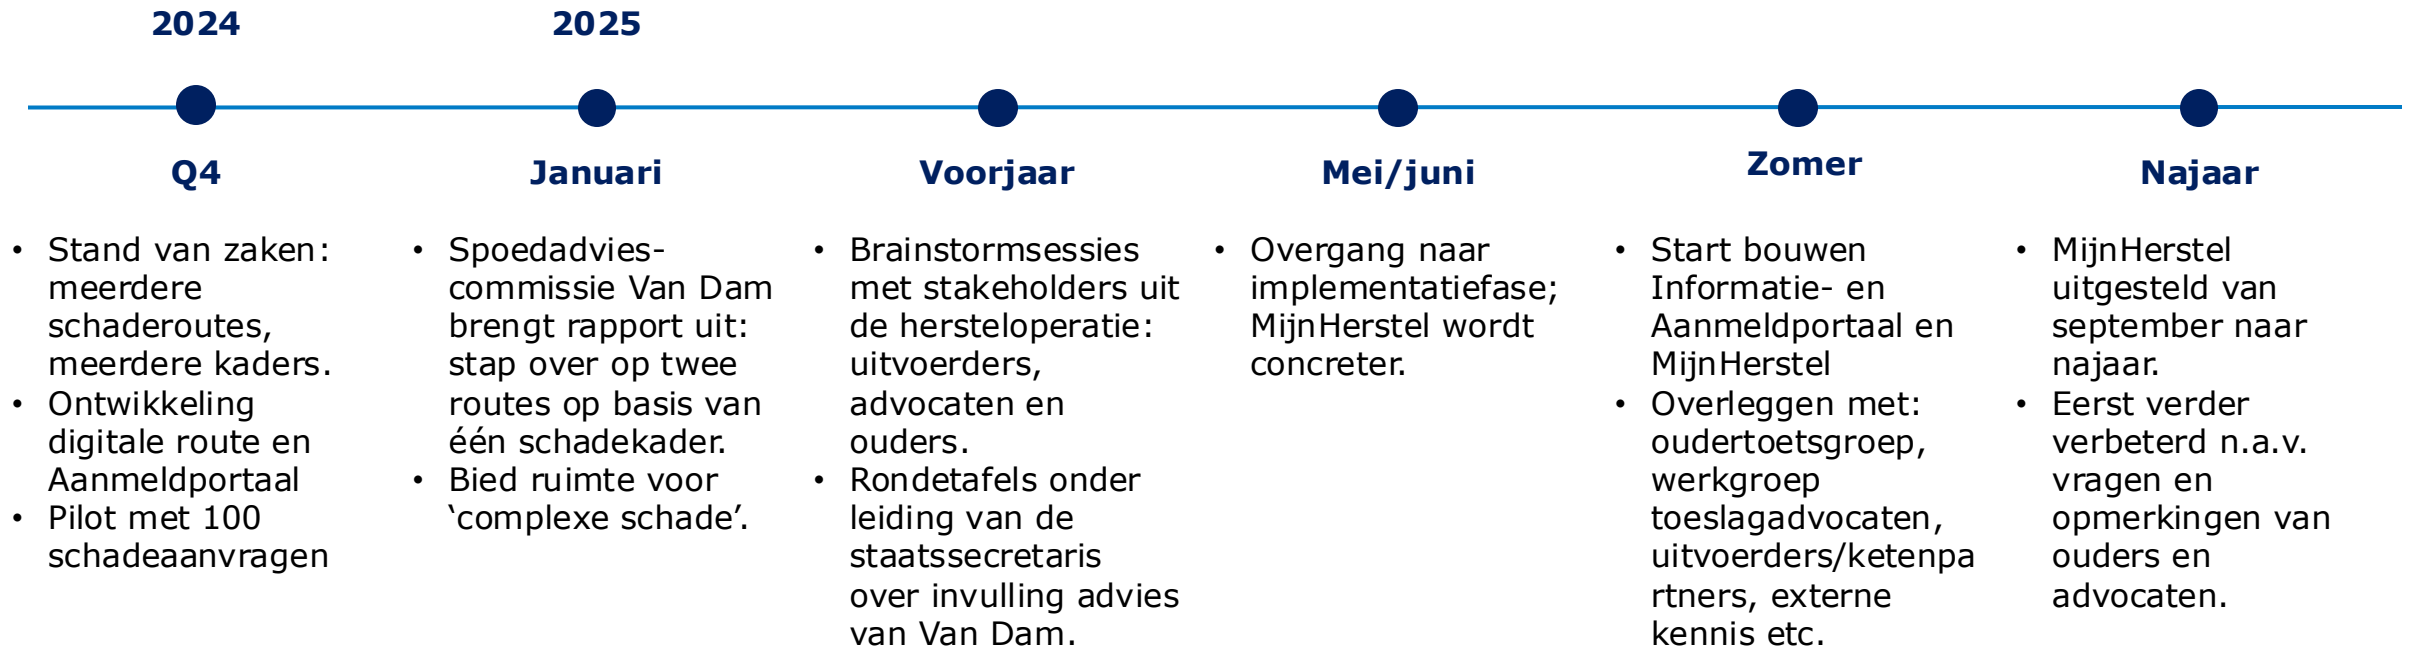 2024
2025
Q4
Januari
Voorjaar
Mei/juni
Zomer
Najaar
• Stand van zaken:
meerdere
schaderoutes,
meerdere kaders.
• Ontwikkeling
digitale route en
Aanmeldportaal
• Pilot met 100
schadeaanvragen
• Spoedadvies-
commissie Van Dam
brengt rapport uit:
stap over op twee
routes op basis van
één schadekader.
• Bied ruimte voor
‘complexe schade’.
• Brainstormsessies
met stakeholders uit
de hersteloperatie:
uitvoerders,
advocaten en
ouders.
• Rondetafels onder
leiding van de
staatssecretaris
over invulling advies
van Van Dam.
• Overgang naar
implementatiefase;
MijnHerstel wordt
concreter.
• Start bouwen
Informatie- en
Aanmeldportaal en
MijnHerstel
• Overleggen met:
oudertoetsgroep,
werkgroep
toeslagadvocaten,
uitvoerders/ketenpa
rtners, externe
kennis etc.
• MijnHerstel
uitgesteld van
september naar
najaar.
• Eerst verder
verbeterd n.a.v.
vragen en
opmerkingen van
ouders en
advocaten.